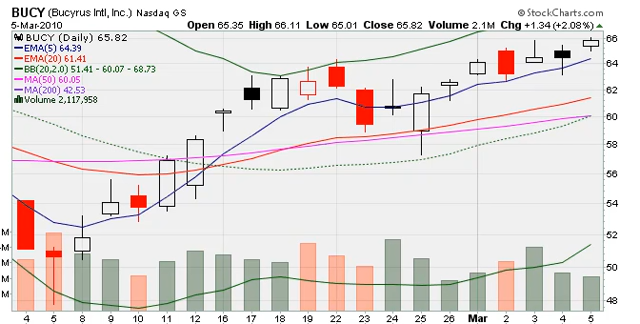 BUCY (Bucyrus Intl, Inc.) Nasdaq GS
© StockCharts.com
5-Mar-2010
Open 65.35 High 66.11 Low 65.01 Close 65.82 Volume 2.1M Chg +1.34 (+2.08%)
BUCY (Daily) 65.82
EMA(5) 64.39
EMA(20) 61.41
BB(20,2.0) 51.41 - 60.07 - 68.73
MA(50) 60.05
MA(200) 42.53
Volume 2,117,958
66
64
62
60
58
56
54
52
50
48
M
M
M
M
M
4 5 8 9 10 11 12 16 17 18 19 22 23 24 25 26 Mar 2 3 4 5